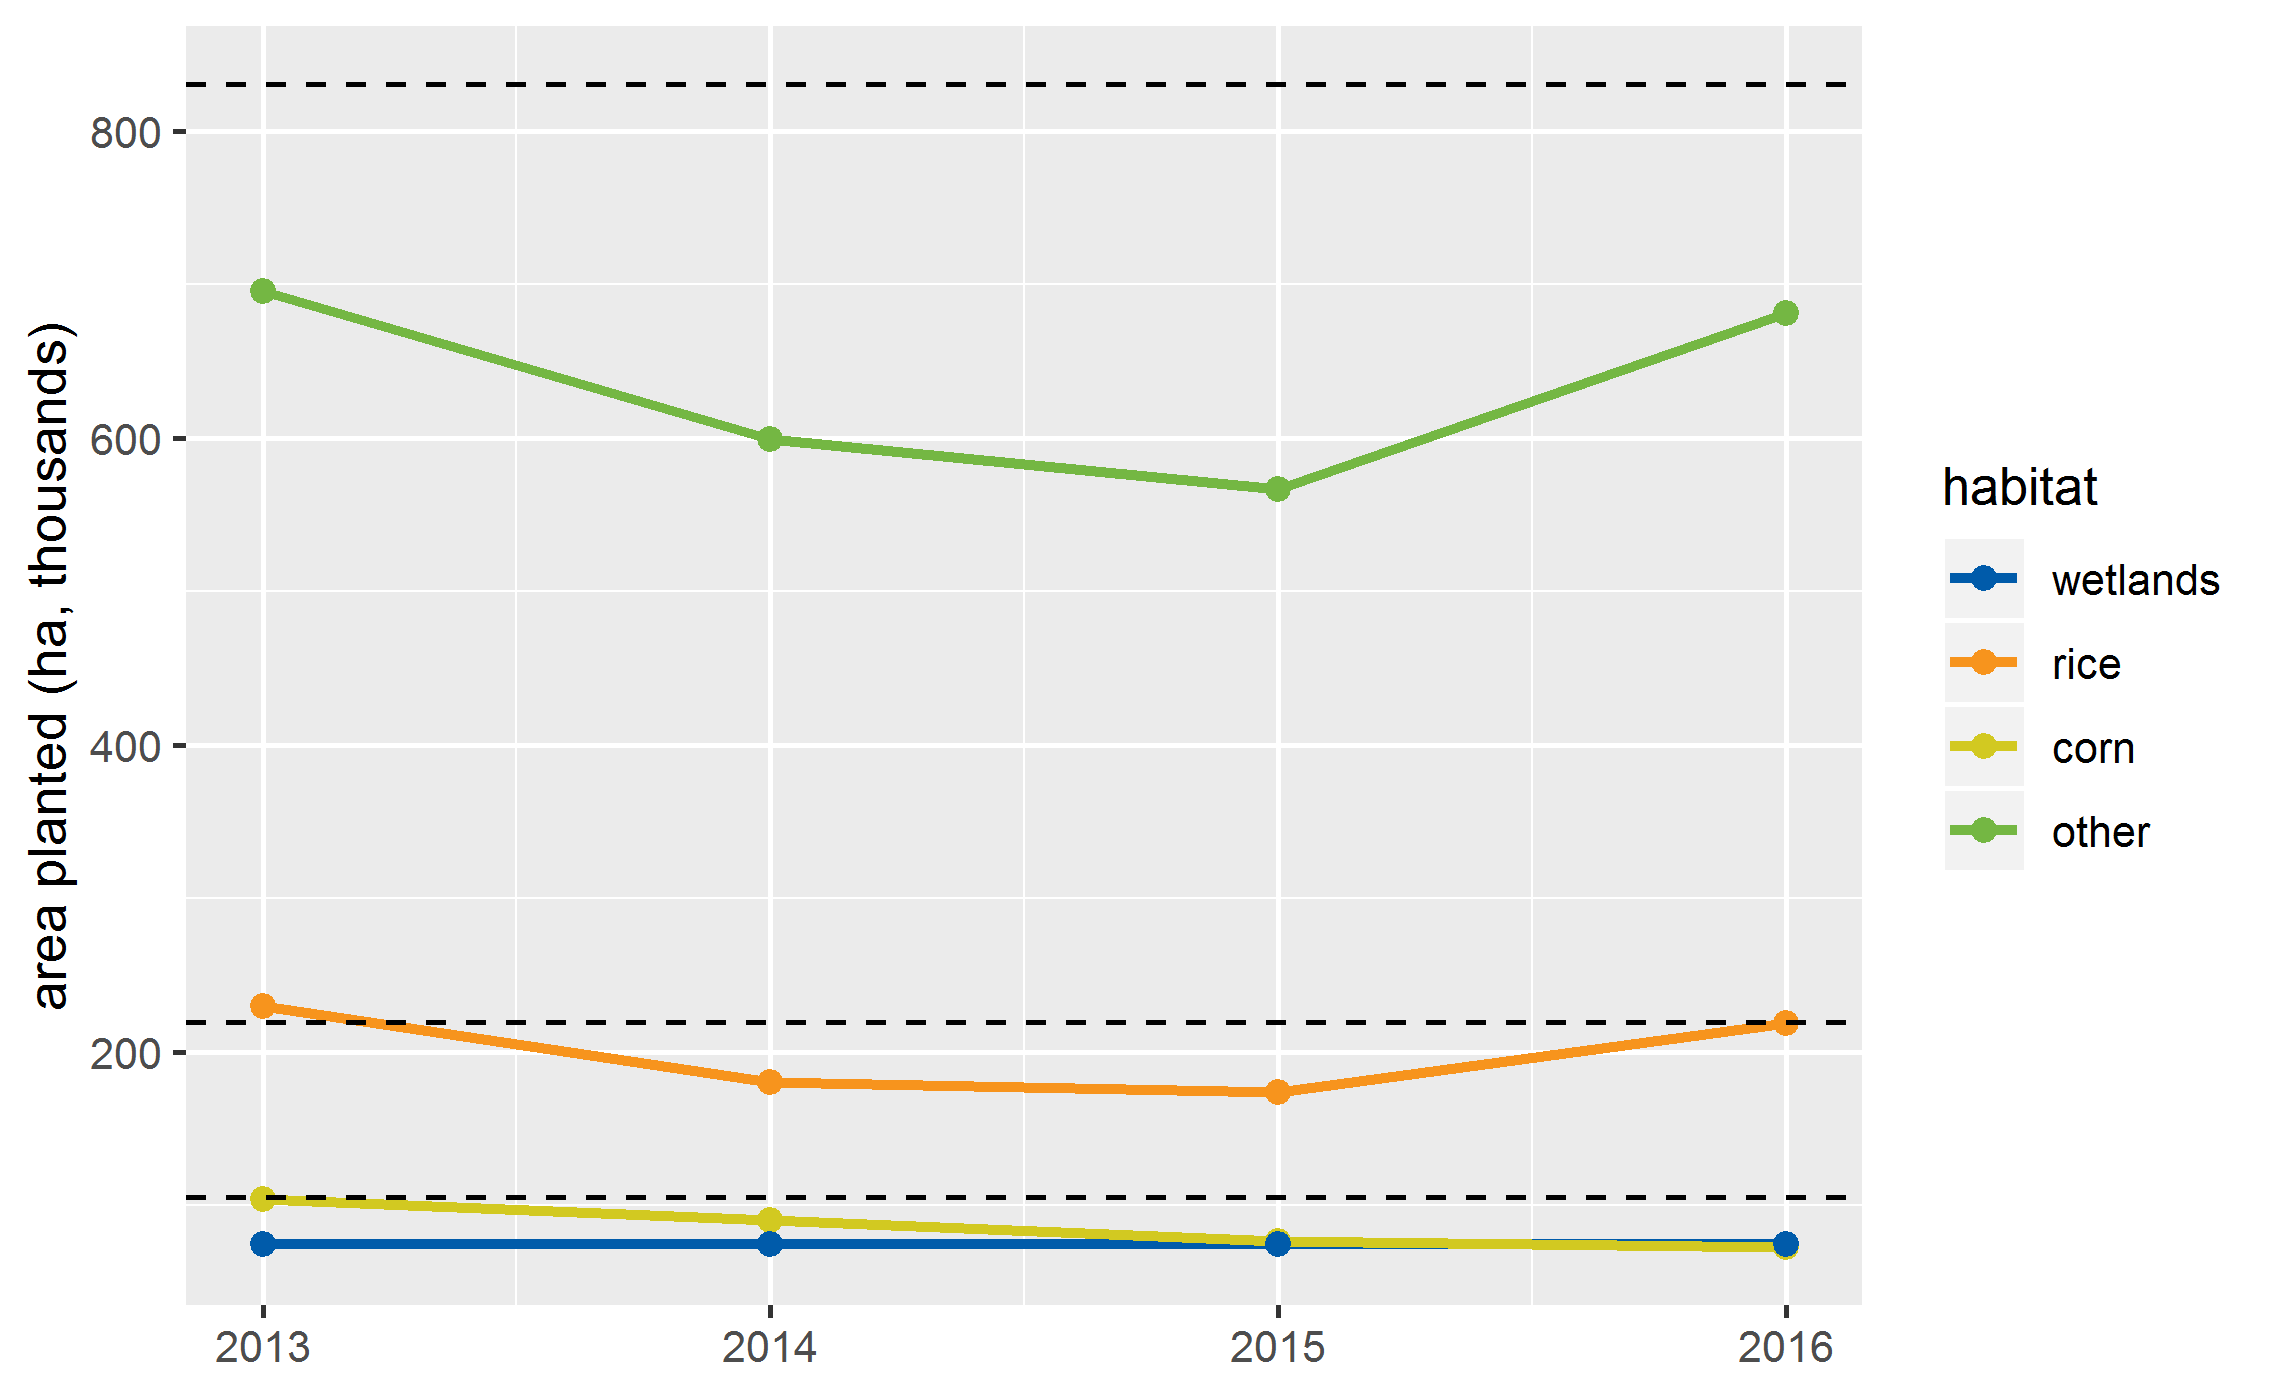 area planted (ha, thousands)
800
600
400
200
2013 2014 2015 2016
habitat
wetlands
rice
corn
other